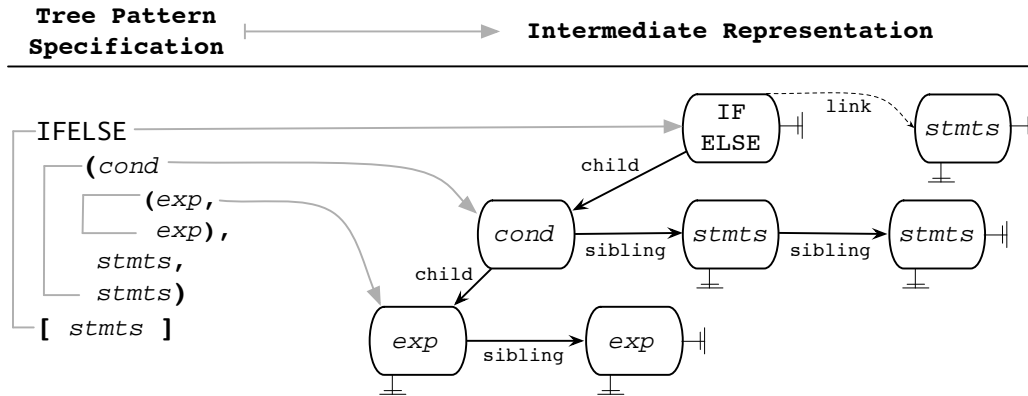 Tree Pattern
Specification
Intermediate Representation
IFELSE
(cond
(exp,
exp),
stmts,
stmts)
[ stmts ]
IF
ELSE
link
stmts
child
cond
sibling
stmts
sibling
stmts
child
exp
sibling
exp